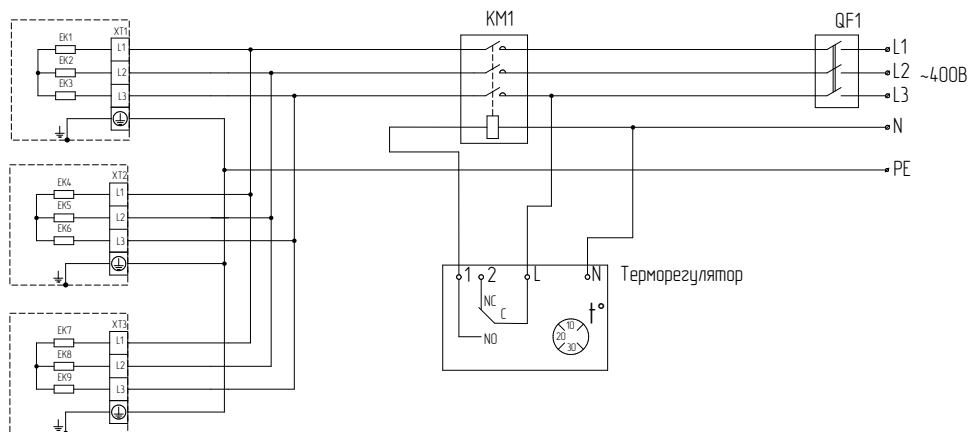 KM1
QF1
XT1
EK1
L1
EK2
L2
EK3
L3
L1
L2
~400В
L3
N
PE
XT2
EK4
L1
EK5
L2
EK6
L3
1
2
L
N
Терморегулятор
NC
C
NO
t°
10
20
30
XT3
EK7
L1
EK8
L2
EK9
L3